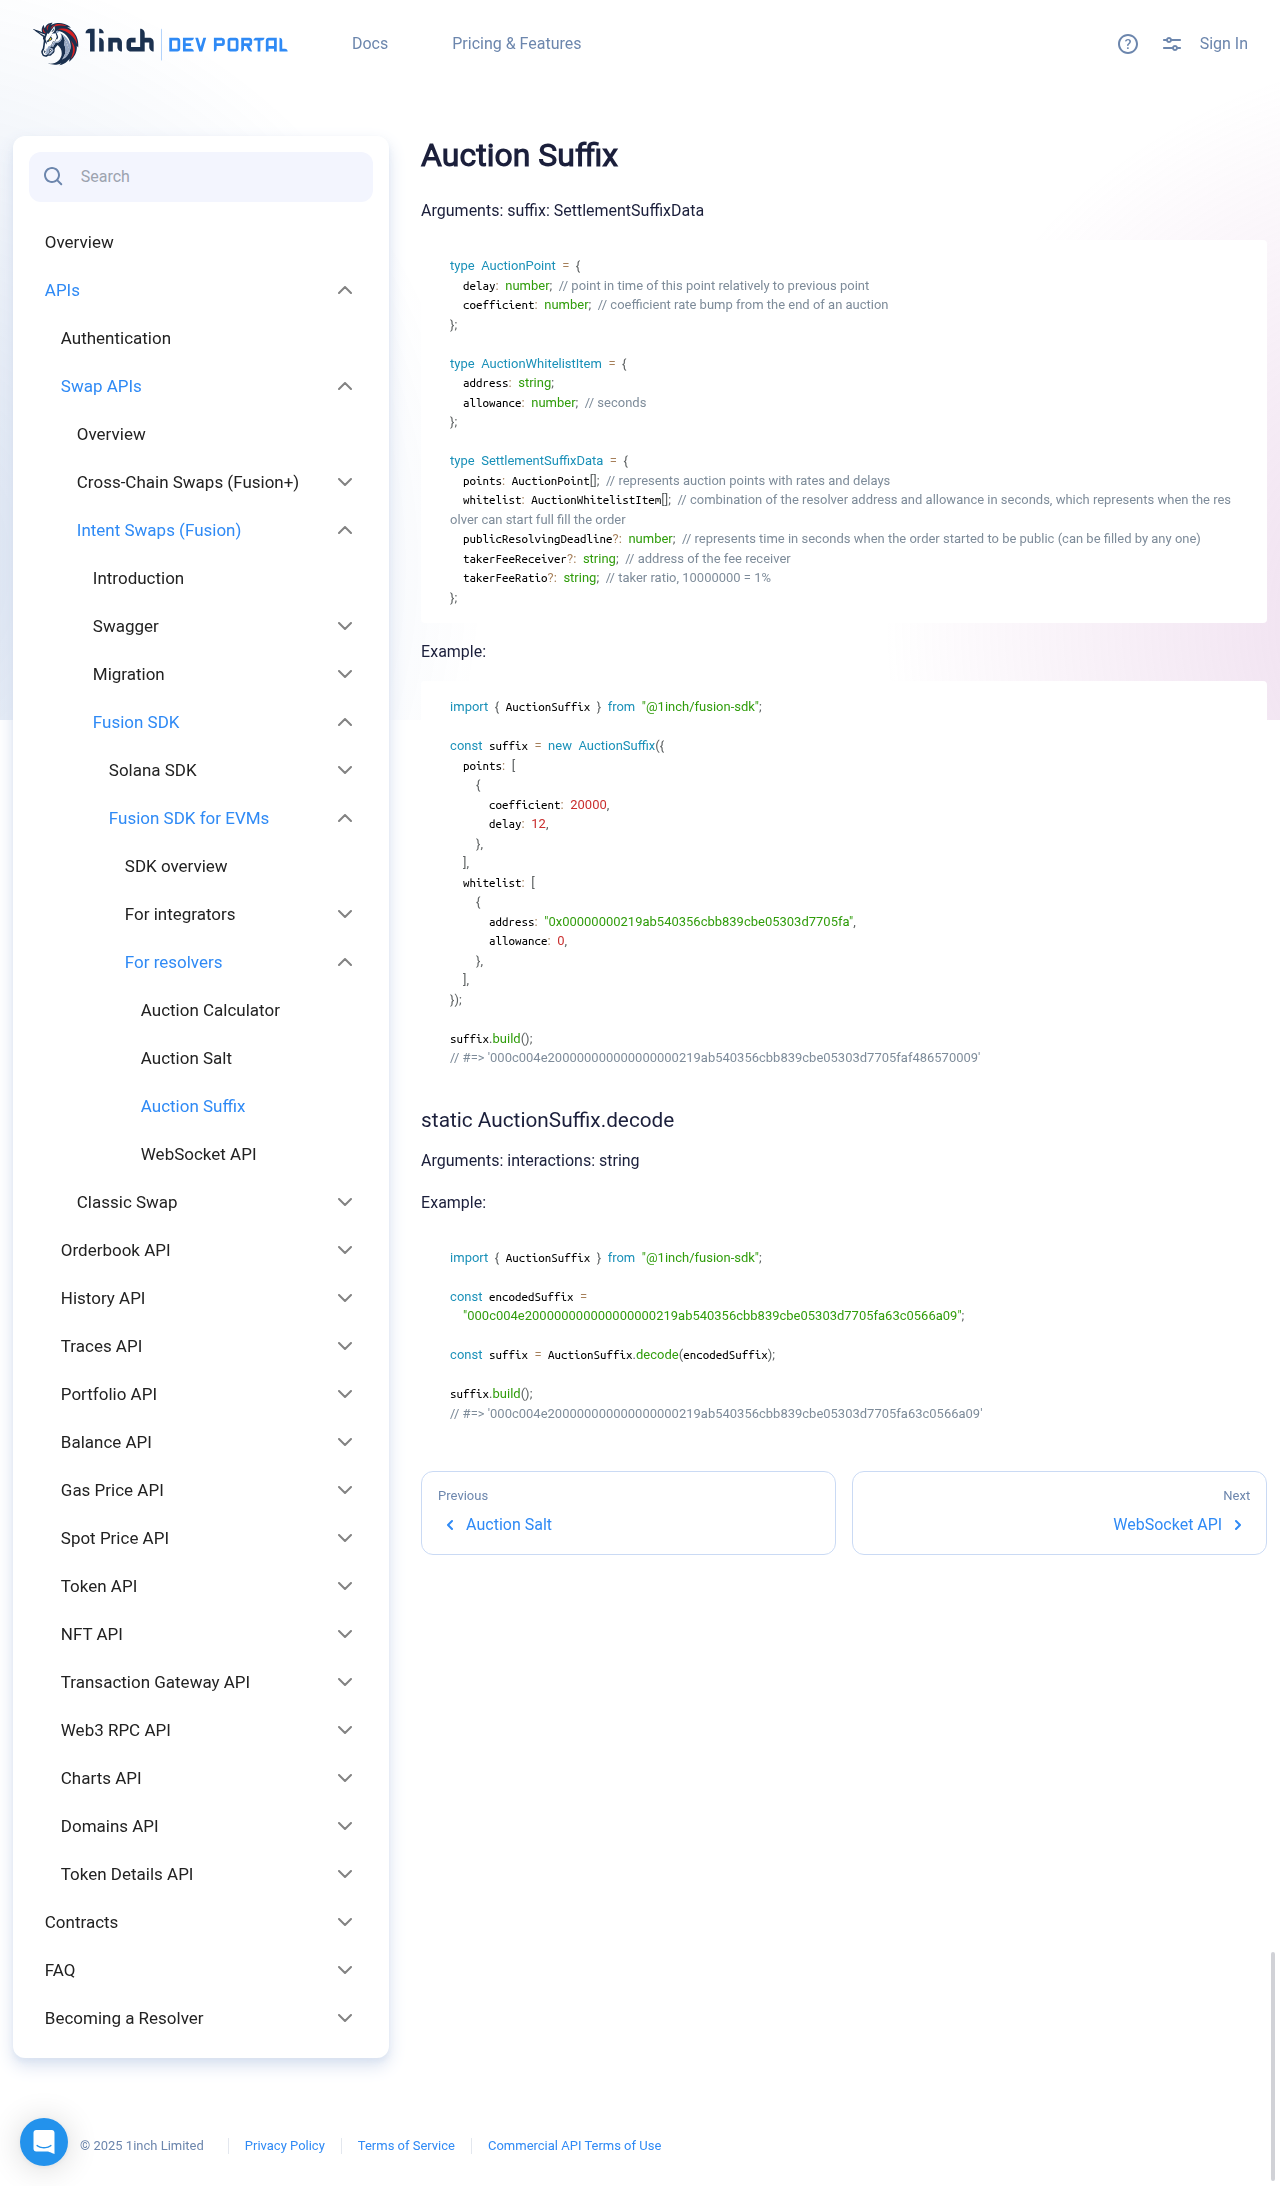 1inch DEV PORTAL
Docs
Pricing & Features
Sign In
Search
Overview
APIs
Authentication
Swap APIs
Overview
Cross-Chain Swaps (Fusion+)
Intent Swaps (Fusion)
Introduction
Swagger
Migration
Fusion SDK
Solana SDK
Fusion SDK for EVMs
SDK overview
For integrators
For resolvers
Auction Calculator
Auction Salt
Auction Suffix
WebSocket API
Classic Swap
Orderbook API
History API
Traces API
Portfolio API
Balance API
Gas Price API
Spot Price API
Token API
NFT API
Transaction Gateway API
Web3 RPC API
Charts API
Domains API
Token Details API
Contracts
FAQ
Becoming a Resolver
Auction Suffix
Arguments: suffix: SettlementSuffixData
type AuctionPoint = {
  delay: number; // point in time of this point relatively to previous point
  coefficient: number; // coefficient rate bump from the end of an auction
};
type AuctionWhitelistItem = {
  address: string;
  allowance: number; // seconds
};
type SettlementSuffixData = {
  points: AuctionPoint[]; // represents auction points with rates and delays
  whitelist: AuctionWhitelistItem[]; // combination of the resolver address and allowance in seconds, which represents when the res
olver can start full fill the order
  publicResolvingDeadline?: number; // represents time in seconds when the order started to be public (can be filled by any one)
  takerFeeReceiver?: string; // address of the fee receiver
  takerFeeRatio?: string; // taker ratio, 10000000 = 1%
};
Example:
import { AuctionSuffix } from "@1inch/fusion-sdk";
const suffix = new AuctionSuffix({
  points: [
    {
      coefficient: 20000,
      delay: 12,
    },
  ],
  whitelist: [
    {
      address: "0x00000000219ab540356cbb839cbe05303d7705fa",
      allowance: 0,
    },
  ],
});
suffix.build();
// #=> '000c004e200000000000000000219ab540356cbb839cbe05303d7705faf486570009'
static AuctionSuffix.decode
Arguments: interactions: string
Example:
import { AuctionSuffix } from "@1inch/fusion-sdk";
const encodedSuffix =
  "000c004e200000000000000000219ab540356cbb839cbe05303d7705fa63c0566a09";
const suffix = AuctionSuffix.decode(encodedSuffix);
suffix.build();
// #=> '000c004e200000000000000000219ab540356cbb839cbe05303d7705fa63c0566a09'
Previous
Auction Salt
Next
WebSocket API
© 2025 1inch Limited
Privacy Policy
Terms of Service
Commercial API Terms of Use